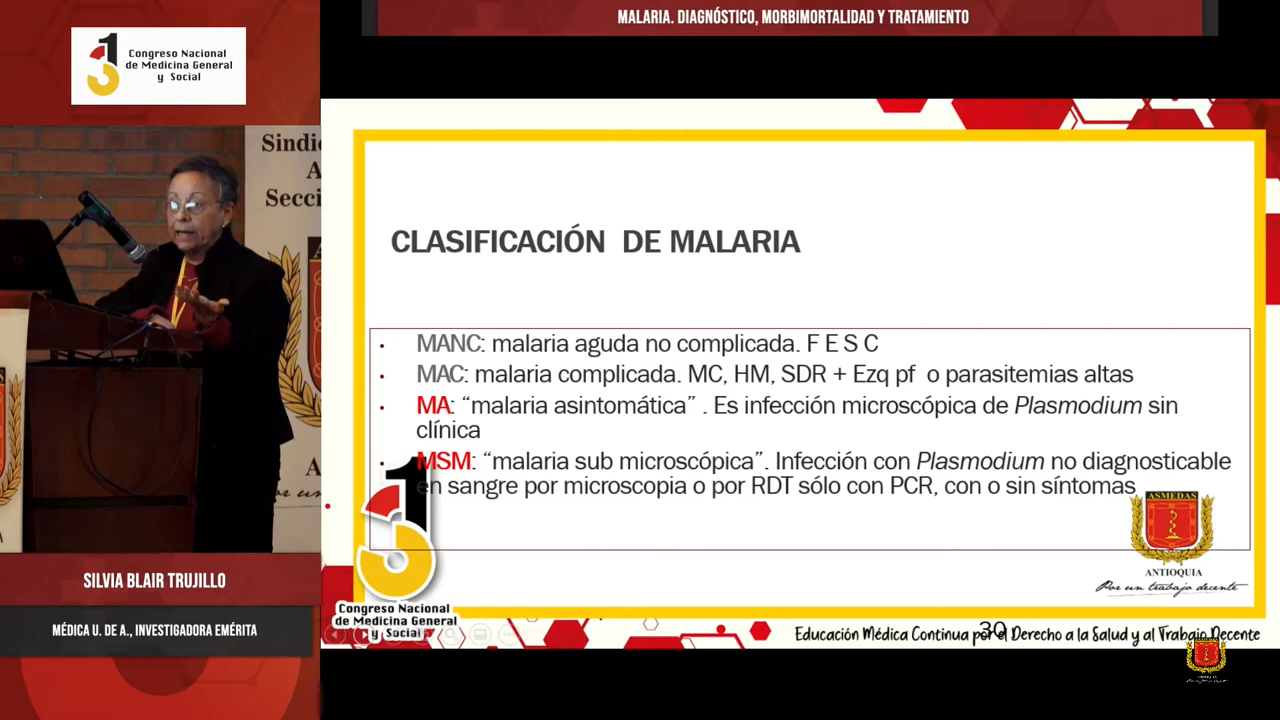 MALARIA. DIAGNÓSTICO, MORBIMORTALIDAD Y TRATAMIENTO
31
Congreso Nacional
de Medicina General
y Social
Sindic
A
Secci
A
SILVIA BLAIR TRUJILLO
MÉDICA U. DE A., INVESTIGADORA EMÉRITA
CLASIFICACIÓN DE MALARIA
• MANC: malaria aguda no complicada. F E S C
• MAC: malaria complicada. MC, HM, SDR + Ezq pf o parasitemias altas
• MA: “malaria asintomática” . Es infección microscópica de Plasmodium sin
clínica
• MSM: “malaria sub microscópica”. Infección con Plasmodium no diagnosticable
en sangre por microscopia o por RDT sólo con PCR, con o sin síntomas
31
Congreso Nacional
de Medicina General
y Social
ASMEDAS
ANTIOQUIA
Por un trabajo decente
30
Educación Médica Continua por el Derecho a la Salud y al Trabajo Decente